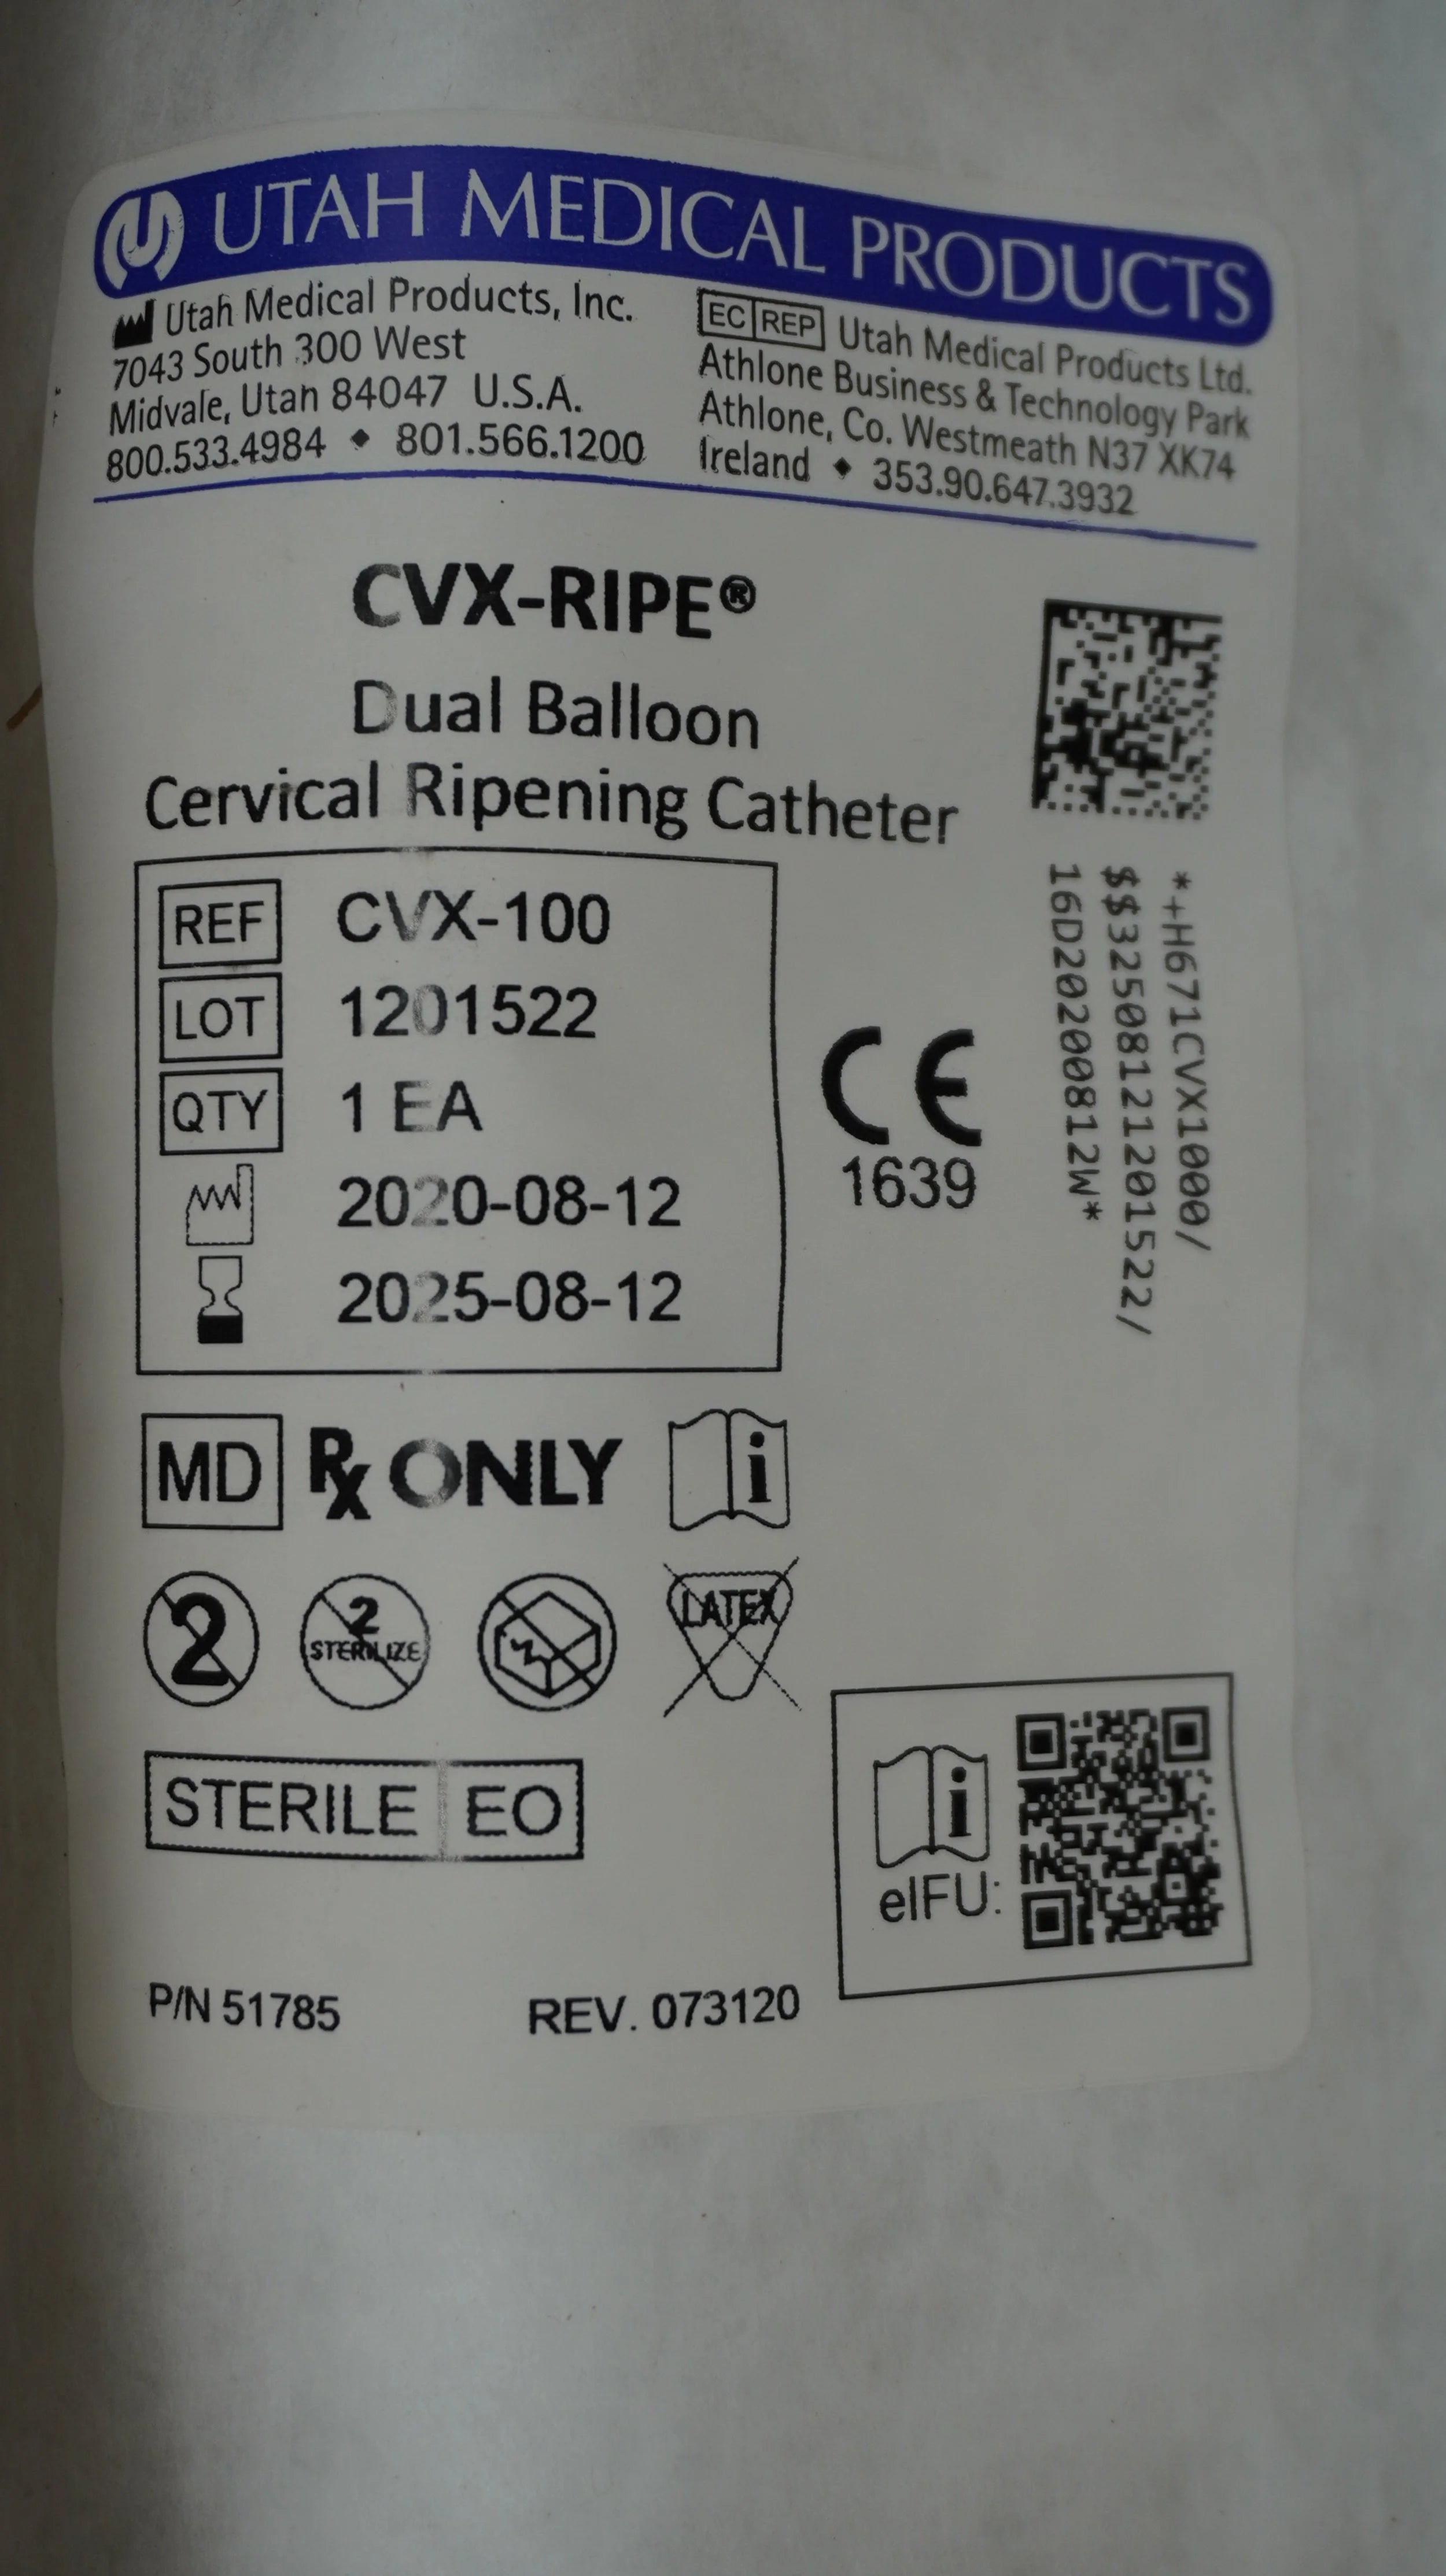 UTAH MEDICAL PRODUCTS
Utah Medical Products, Inc.
7043 South 300 West
Midvale, Utah 84047 U.S.A.
800.533.4984 ◆ 801.566.1200
EC REP Utah Medical Products Ltd.
Athlone Business & Technology Park
Athlone, Co. Westmeath N37 XK74
Ireland ◆ 353.90.647.3932
CVX-RIPE®
Dual Balloon
Cervical Ripening Catheter
REF CVX-100
LOT 1201522
QTY 1 EA
2020-08-12
2025-08-12
CE
1639
*+H671CVX1000/
$$32508121201522/
16D20200812W*
MD Rx ONLY i
2
2
STERILIZE
LATEX
STERILE EO
i
eIFU:
P/N 51785 REV. 073120